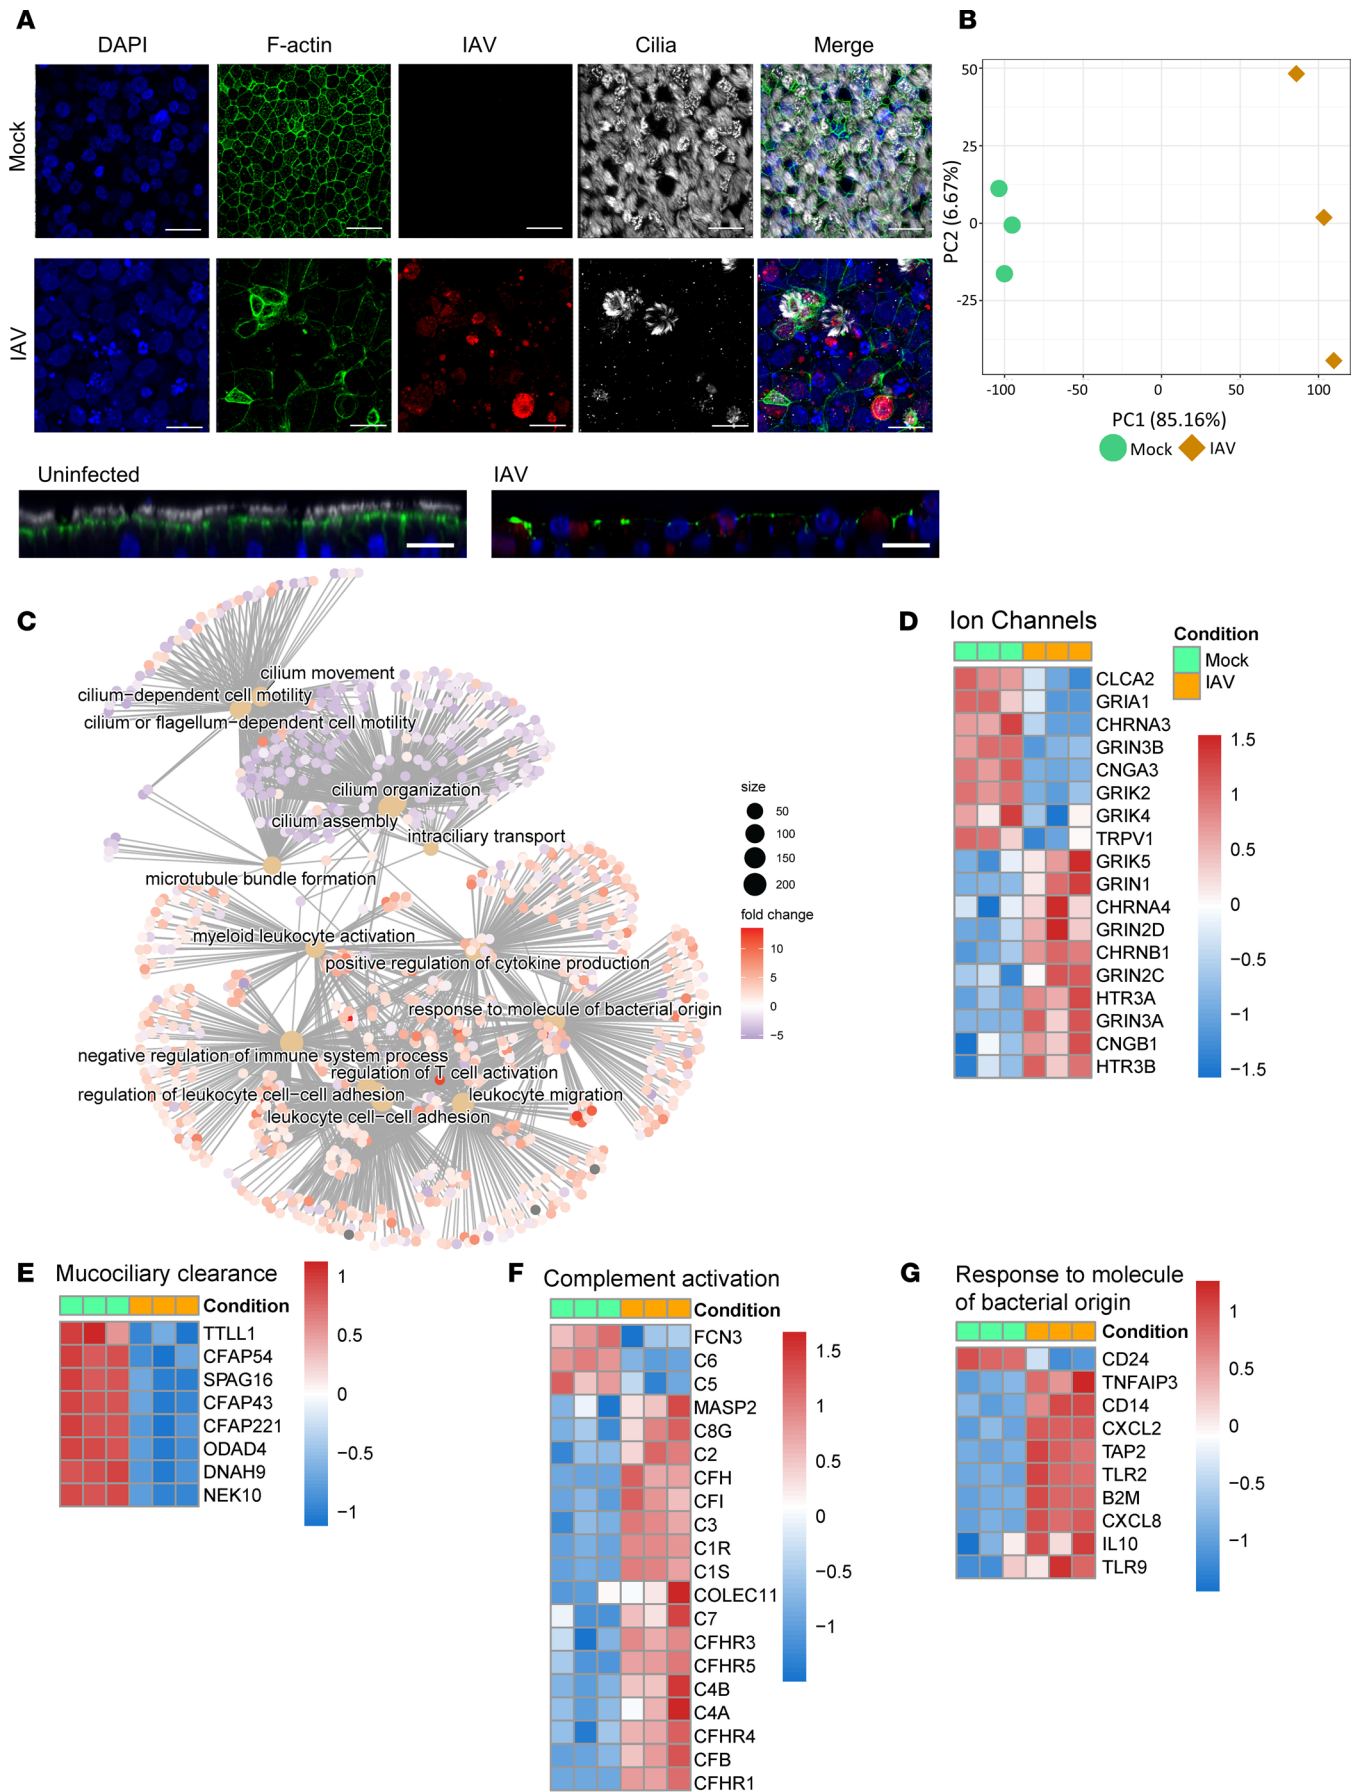 A
DAPI
F-actin
IAV
Cilia
Merge
Mock
IAV
Uninfected
IAV
B
50
25
0
-25
PC2 (6.67%)
-100
-50
0
50
100
PC1 (85.16%)
Mock
IAV
C
cilium movement
cilium−dependent cell motility
cilium or flagellum−dependent cell motility
cilium organization
cilium assembly
intraciliary transport
microtubule bundle formation
myeloid leukocyte activation
positive regulation of cytokine production
response to molecule of bacterial origin
negative regulation of immune system process
regulation of T cell activation
regulation of leukocyte cell−cell adhesion
leukocyte migration
leukocyte cell−cell adhesion
size
50
100
150
200
fold change
10
5
0
−5
D
Ion Channels
Condition
Mock
IAV
CLCA2
GRIA1
CHRNA3
GRIN3B
CNGA3
GRIK2
GRIK4
TRPV1
GRIK5
GRIN1
CHRNA4
GRIN2D
CHRNB1
GRIN2C
HTR3A
GRIN3A
CNGB1
HTR3B
1.5
1
0.5
0
−0.5
−1
−1.5
E
Mucociliary clearance
Condition
TTLL1
CFAP54
SPAG16
CFAP43
CFAP221
ODAD4
DNAH9
NEK10
1
0.5
0
−0.5
−1
F
Complement activation
Condition
FCN3
C6
C5
MASP2
C8G
C2
CFH
CFI
C3
C1R
C1S
COLEC11
C7
CFHR3
CFHR5
C4B
C4A
CFHR4
CFB
CFHR1
1.5
1
0.5
0
−0.5
−1
G
Response to molecule
of bacterial origin
Condition
CD24
TNFAIP3
CD14
CXCL2
TAP2
TLR2
B2M
CXCL8
IL10
TLR9
1
0.5
0
−0.5
−1